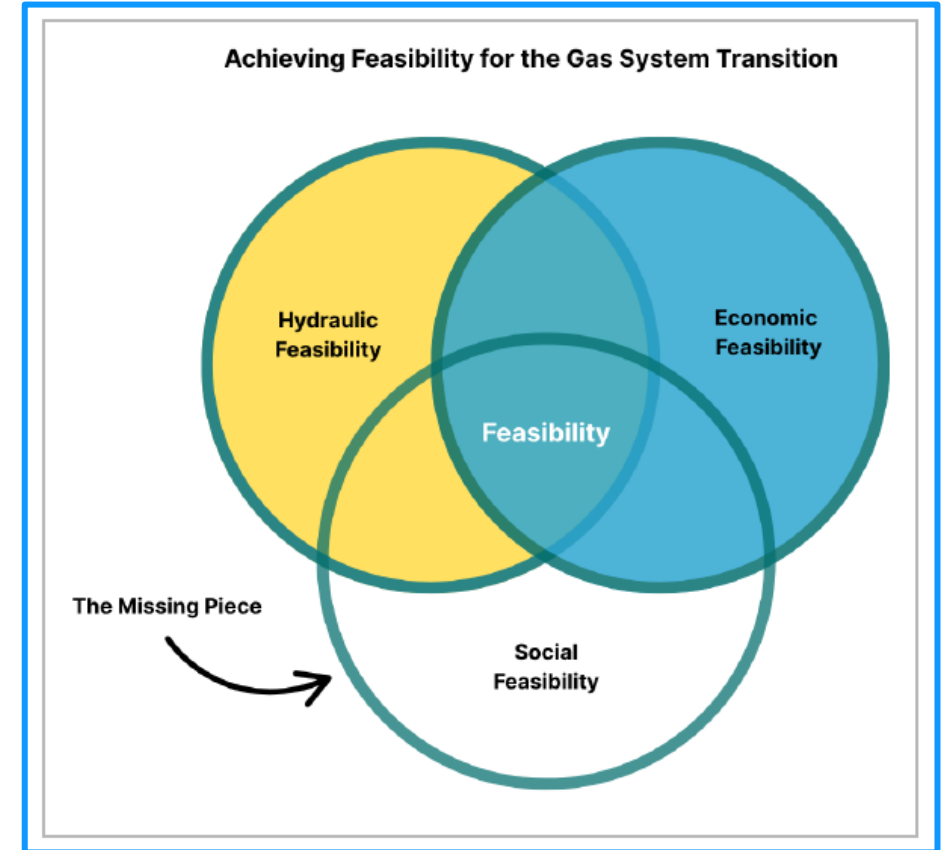 Achieving Feasibility for the Gas System Transition
Hydraulic
Feasibility
Economic
Feasibility
Feasibility
The Missing Piece
Social
Feasibility